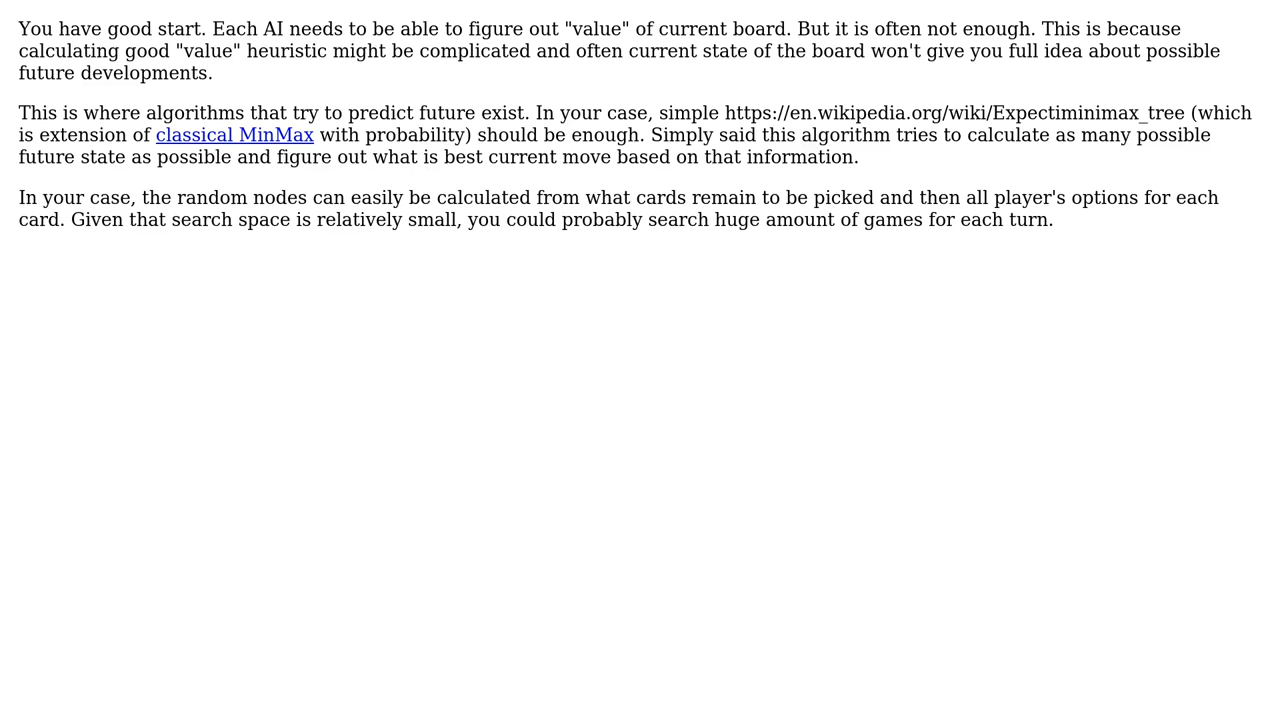 You have good start. Each AI needs to be able to figure out "value" of current board. But it is often not enough. This is because
calculating good "value" heuristic might be complicated and often current state of the board won't give you full idea about possible
future developments.
This is where algorithms that try to predict future exist. In your case, simple https://en.wikipedia.org/wiki/Expectiminimax_tree (which
is extension of classical MinMax with probability) should be enough. Simply said this algorithm tries to calculate as many possible
future state as possible and figure out what is best current move based on that information.
In your case, the random nodes can easily be calculated from what cards remain to be picked and then all player's options for each
card. Given that search space is relatively small, you could probably search huge amount of games for each turn.